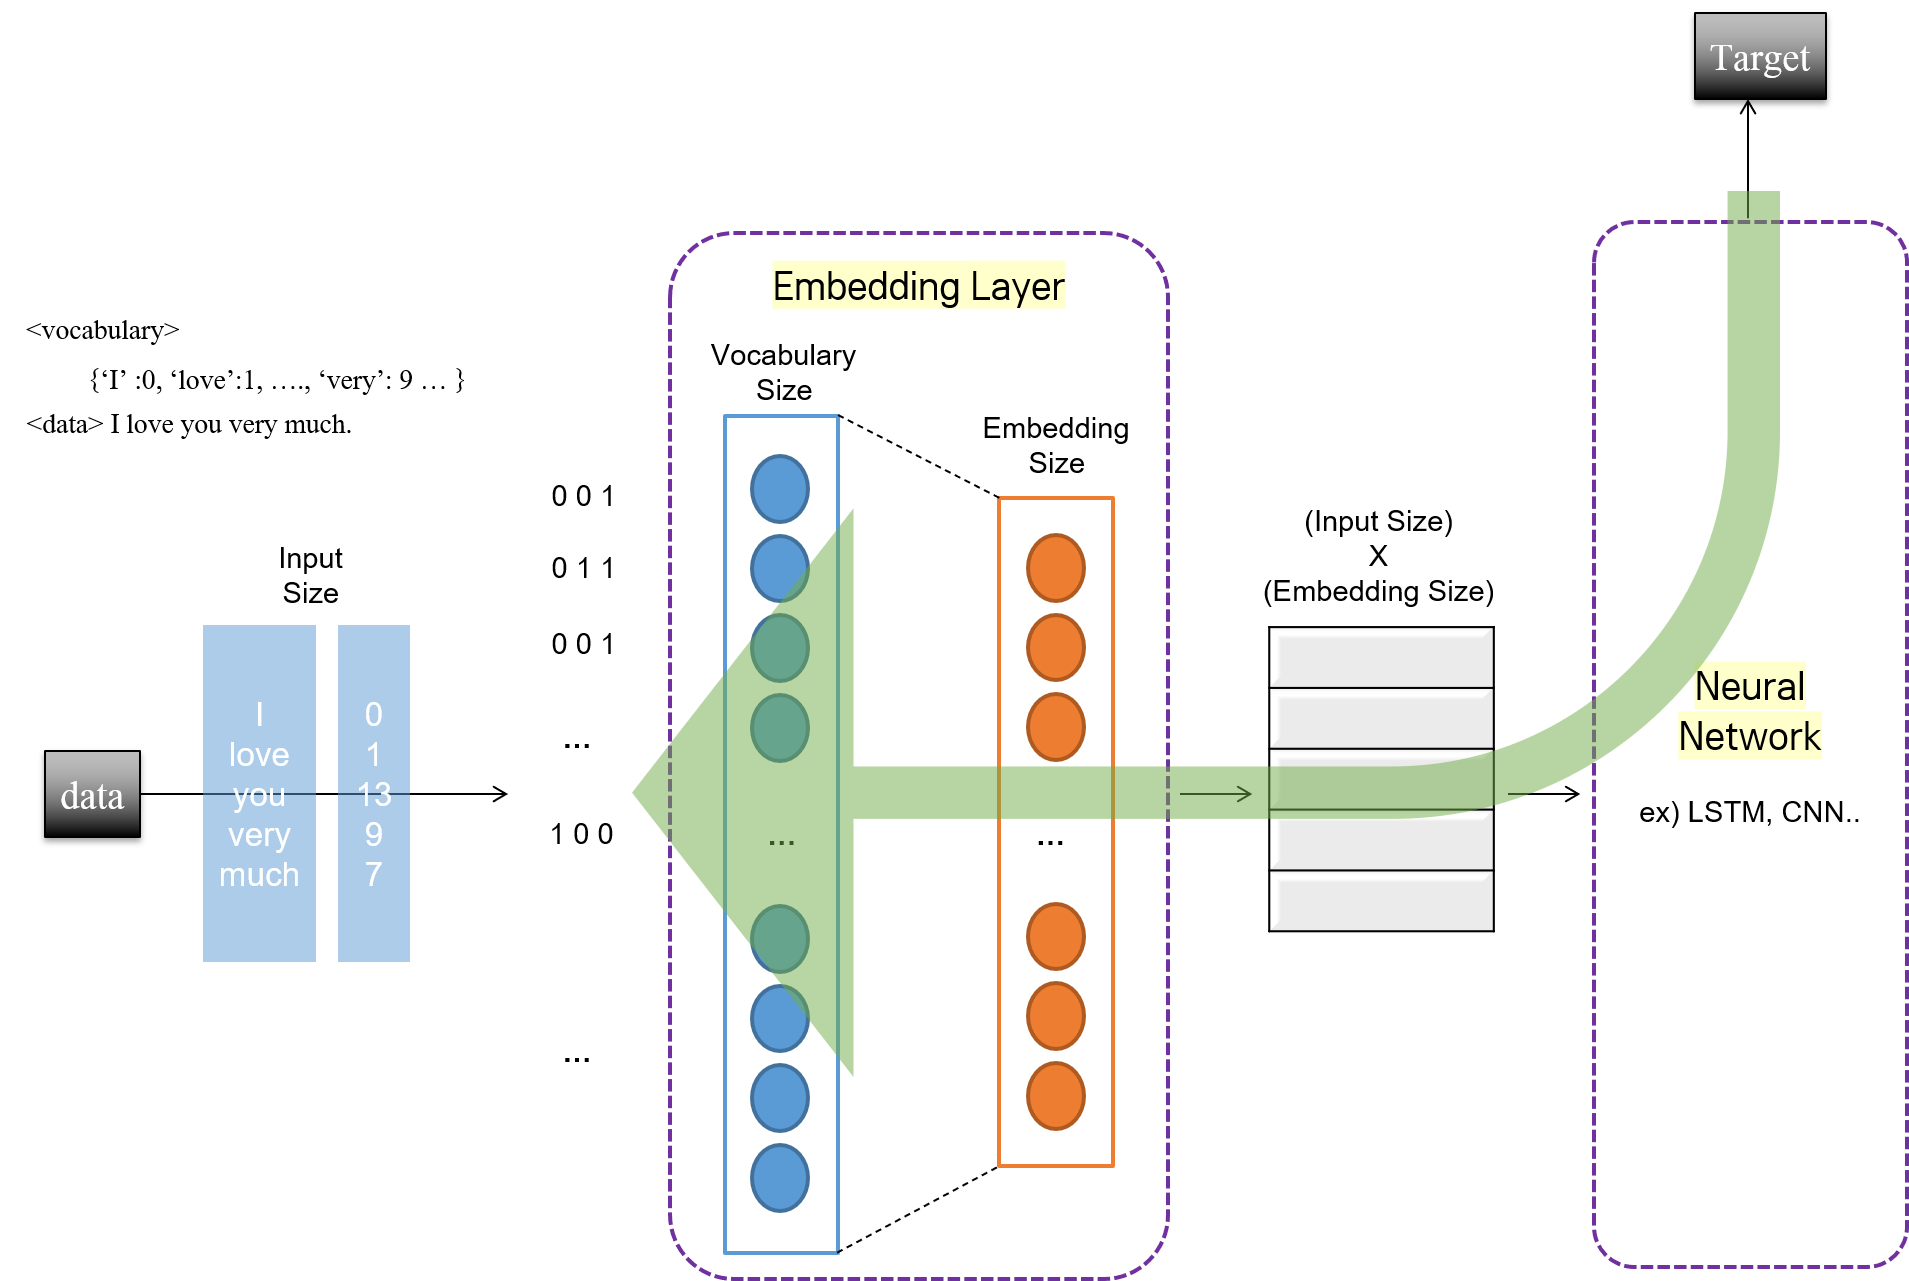 Target
Embedding Layer
<vocabulary>
{‘I’ :0, ‘love’:1, …., ‘very’: 9 … }
<data> I love you very much.
Vocabulary
Size
Embedding
Size
Input
Size
0 0 1
0 1 1
0 0 1
...
1 0 0
...
(Input Size)
X
(Embedding Size)
data
I
love
you
very
much
0
1
13
9
7
...
...
Neural
Network
ex) LSTM, CNN..